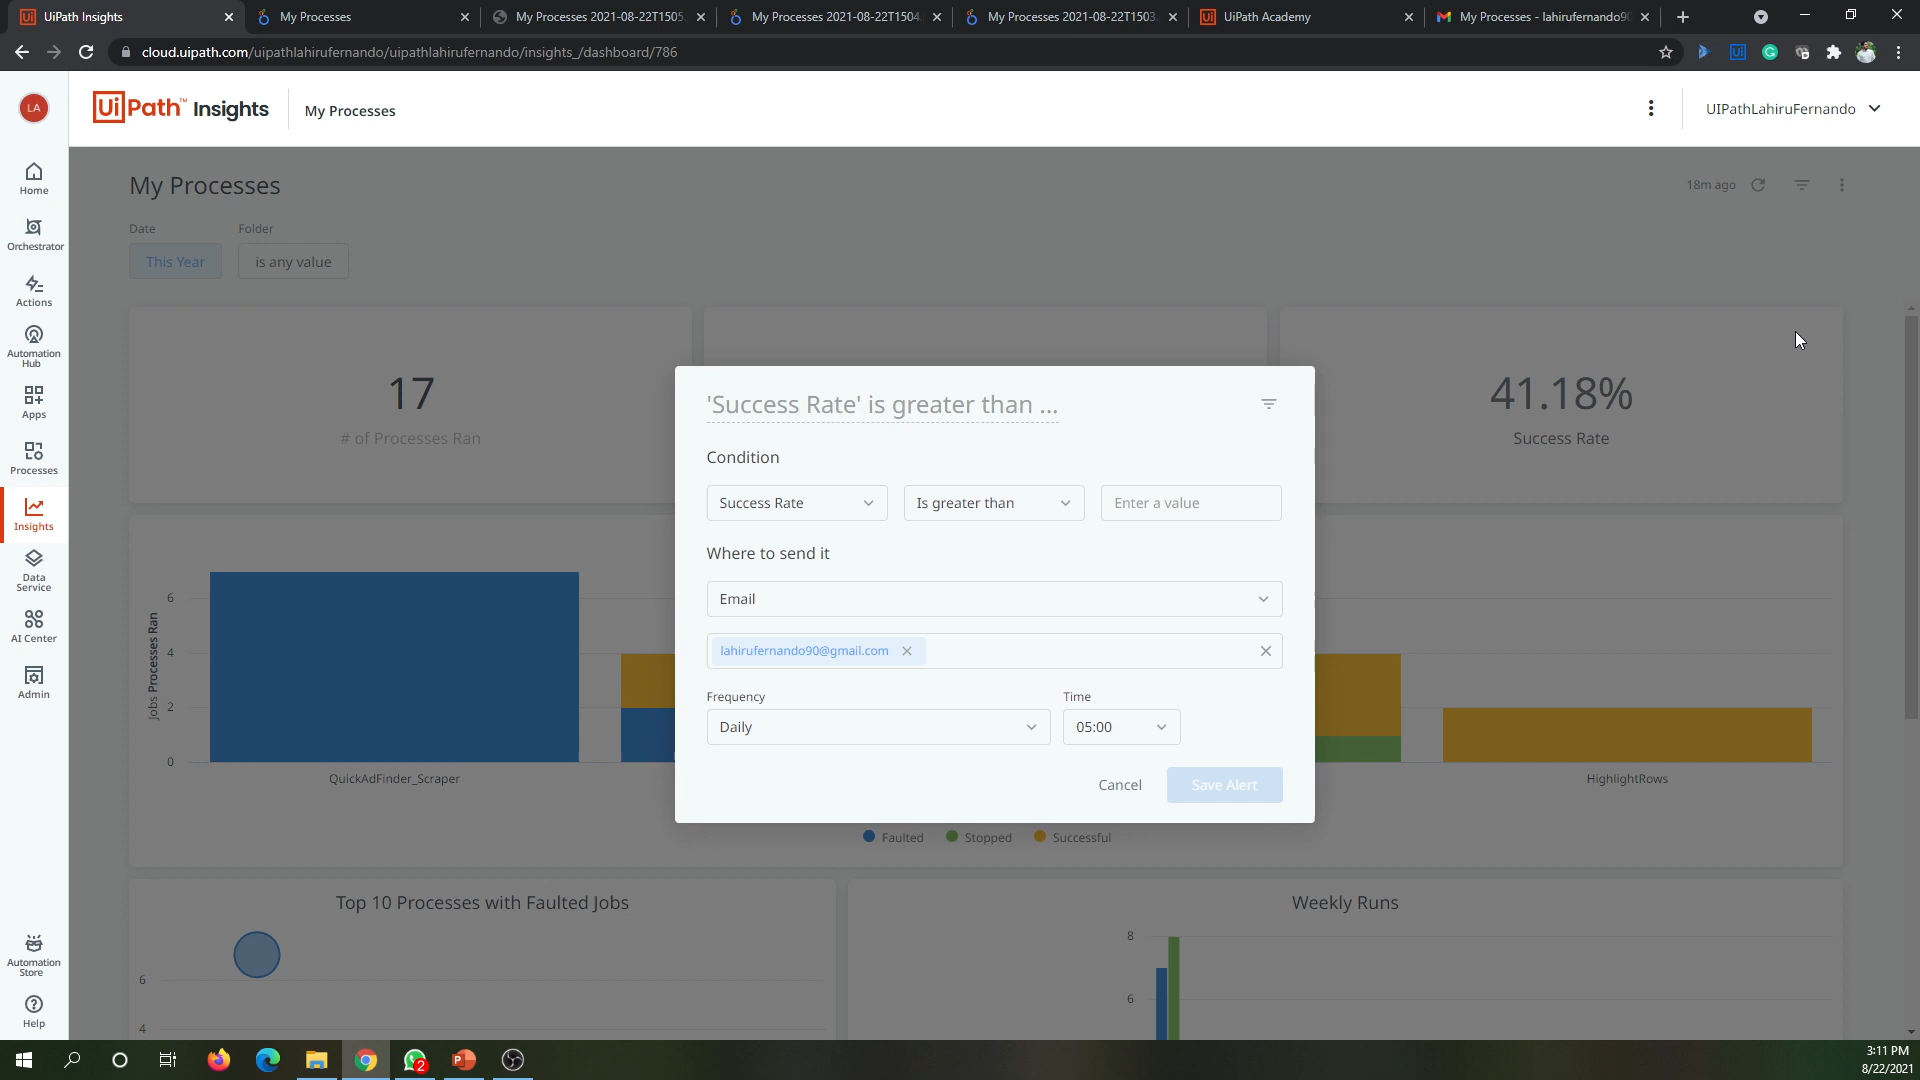 UiPath Insights
My Processes
My Processes 2021-08-22T1505
My Processes 2021-08-22T1504
My Processes 2021-08-22T1503
UiPath Academy
My Processes - lahirufernando90
cloud.uipath.com/uipathlahirufernando/uipathlahirufernando/insights_/dashboard/786
LA
UiPath™ Insights
My Processes
UIPathLahiruFernando
Home
Orchestrator
Actions
Automation
Hub
Apps
Processes
Insights
Data
Service
AI Center
Admin
Automation
Store
Help
My Processes
18m ago
Date
Folder
This Year
is any value
17
# of Processes Ran
41.18%
Success Rate
'Success Rate' is greater than ...
Condition
Success Rate
Is greater than
Enter a value
Where to send it
Email
lahirufernando90@gmail.com
Frequency
Time
Daily
05:00
Cancel
Save Alert
Jobs Processes Ran
6
4
2
0
QuickAdFinder_Scraper
HighlightRows
Faulted
Stopped
Successful
Top 10 Processes with Faulted Jobs
6
4
Weekly Runs
8
6
2
3:11 PM
8/22/2021